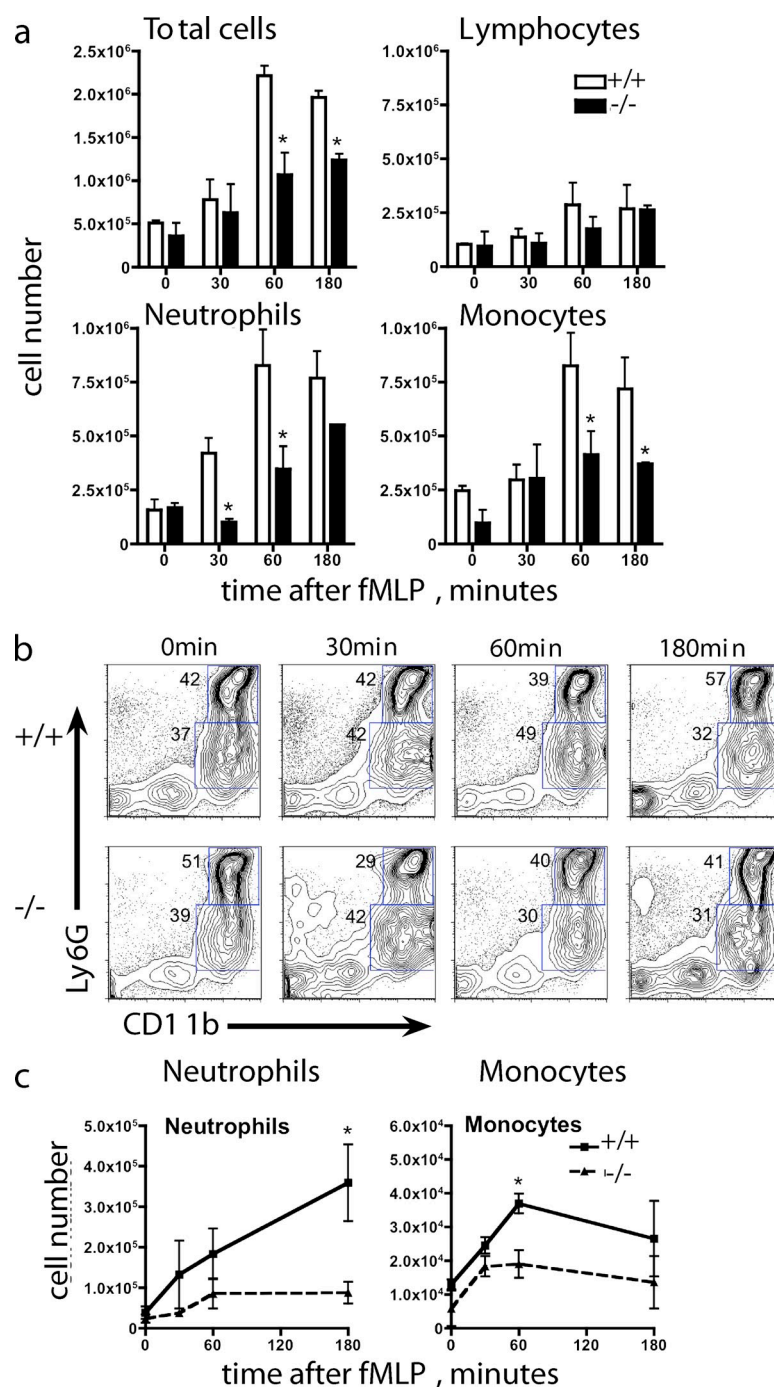 a
Total cells
Lymphocytes
2.5x10⁶
2.0x10⁶
1.5x10⁶
1.0x10⁶
5.0x10⁵
0
*
*
0 30 60 180
1.0x10⁶
7.5x10⁵
5.0x10⁵
2.5x10⁵
0
+/+
-/-
0 30 60 180
cell number
Neutrophils
Monocytes
1.0x10⁶
7.5x10⁵
5.0x10⁵
2.5x10⁵
0
*
*
0 30 60 180
1.0x10⁶
7.5x10⁵
5.0x10⁵
2.5x10⁵
0
*
*
0 30 60 180
time after fMLP , minutes
b
0min 30min 60min 180min
+/+
42 42 39 57
37 42 49 32
-/-
51 29 40 41
39 42 30 31
Ly6G
CD11b
c
Neutrophils
Monocytes
cell number
5.0x10⁵
4.0x10⁵
3.0x10⁵
2.0x10⁵
1.0x10⁵
0
Neutrophils
*
0 60 120 180
6.0x10⁴
5.0x10⁴
4.0x10⁴
3.0x10⁴
2.0x10⁴
1.0x10⁴
0
Monocytes
+/+
-/-
*
0 60 120 180
time after fMLP , minutes